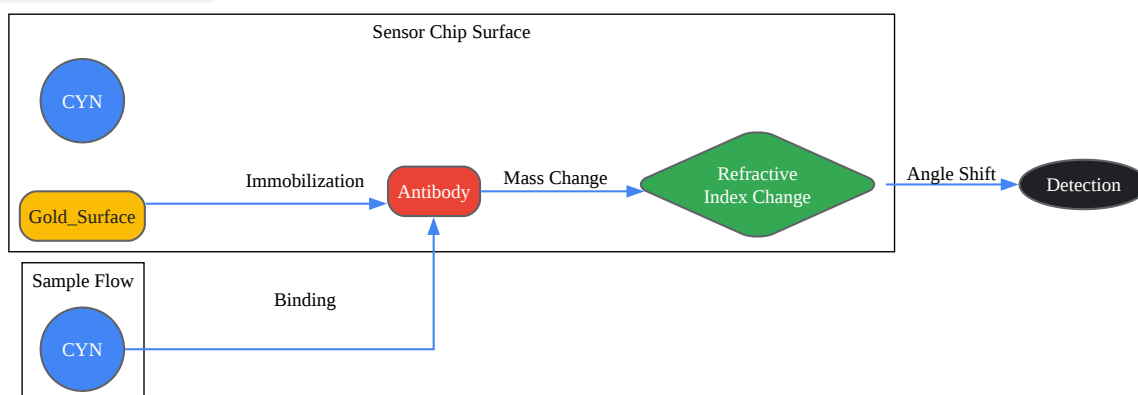 Sensor Chip Surface
CYN
Gold_Surface
Immobilization
Antibody
Mass Change
Refractive
Index Change
Angle Shift
Detection
Sample Flow
CYN
Binding